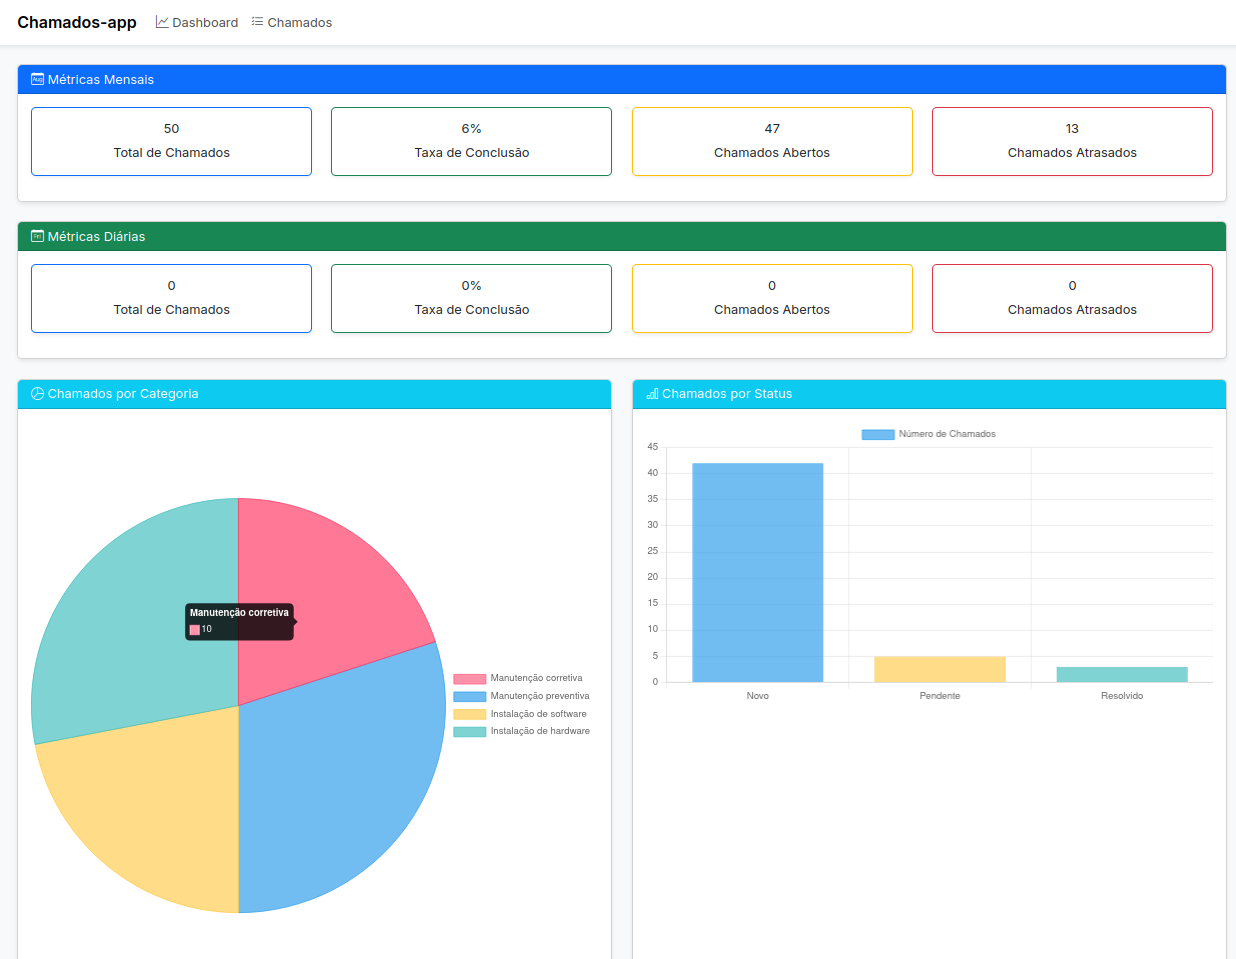 Chamados-app Dashboard Chamados
Aug Métricas Mensais
50
Total de Chamados
6%
Taxa de Conclusão
47
Chamados Abertos
13
Chamados Atrasados
Fri Métricas Diárias
0
Total de Chamados
0%
Taxa de Conclusão
0
Chamados Abertos
0
Chamados Atrasados
Chamados por Categoria
Manutenção corretiva
10
Manutenção corretiva
Manutenção preventiva
Instalação de software
Instalação de hardware
Chamados por Status
Número de Chamados
45
40
35
30
25
20
15
10
5
0
Novo Pendente Resolvido